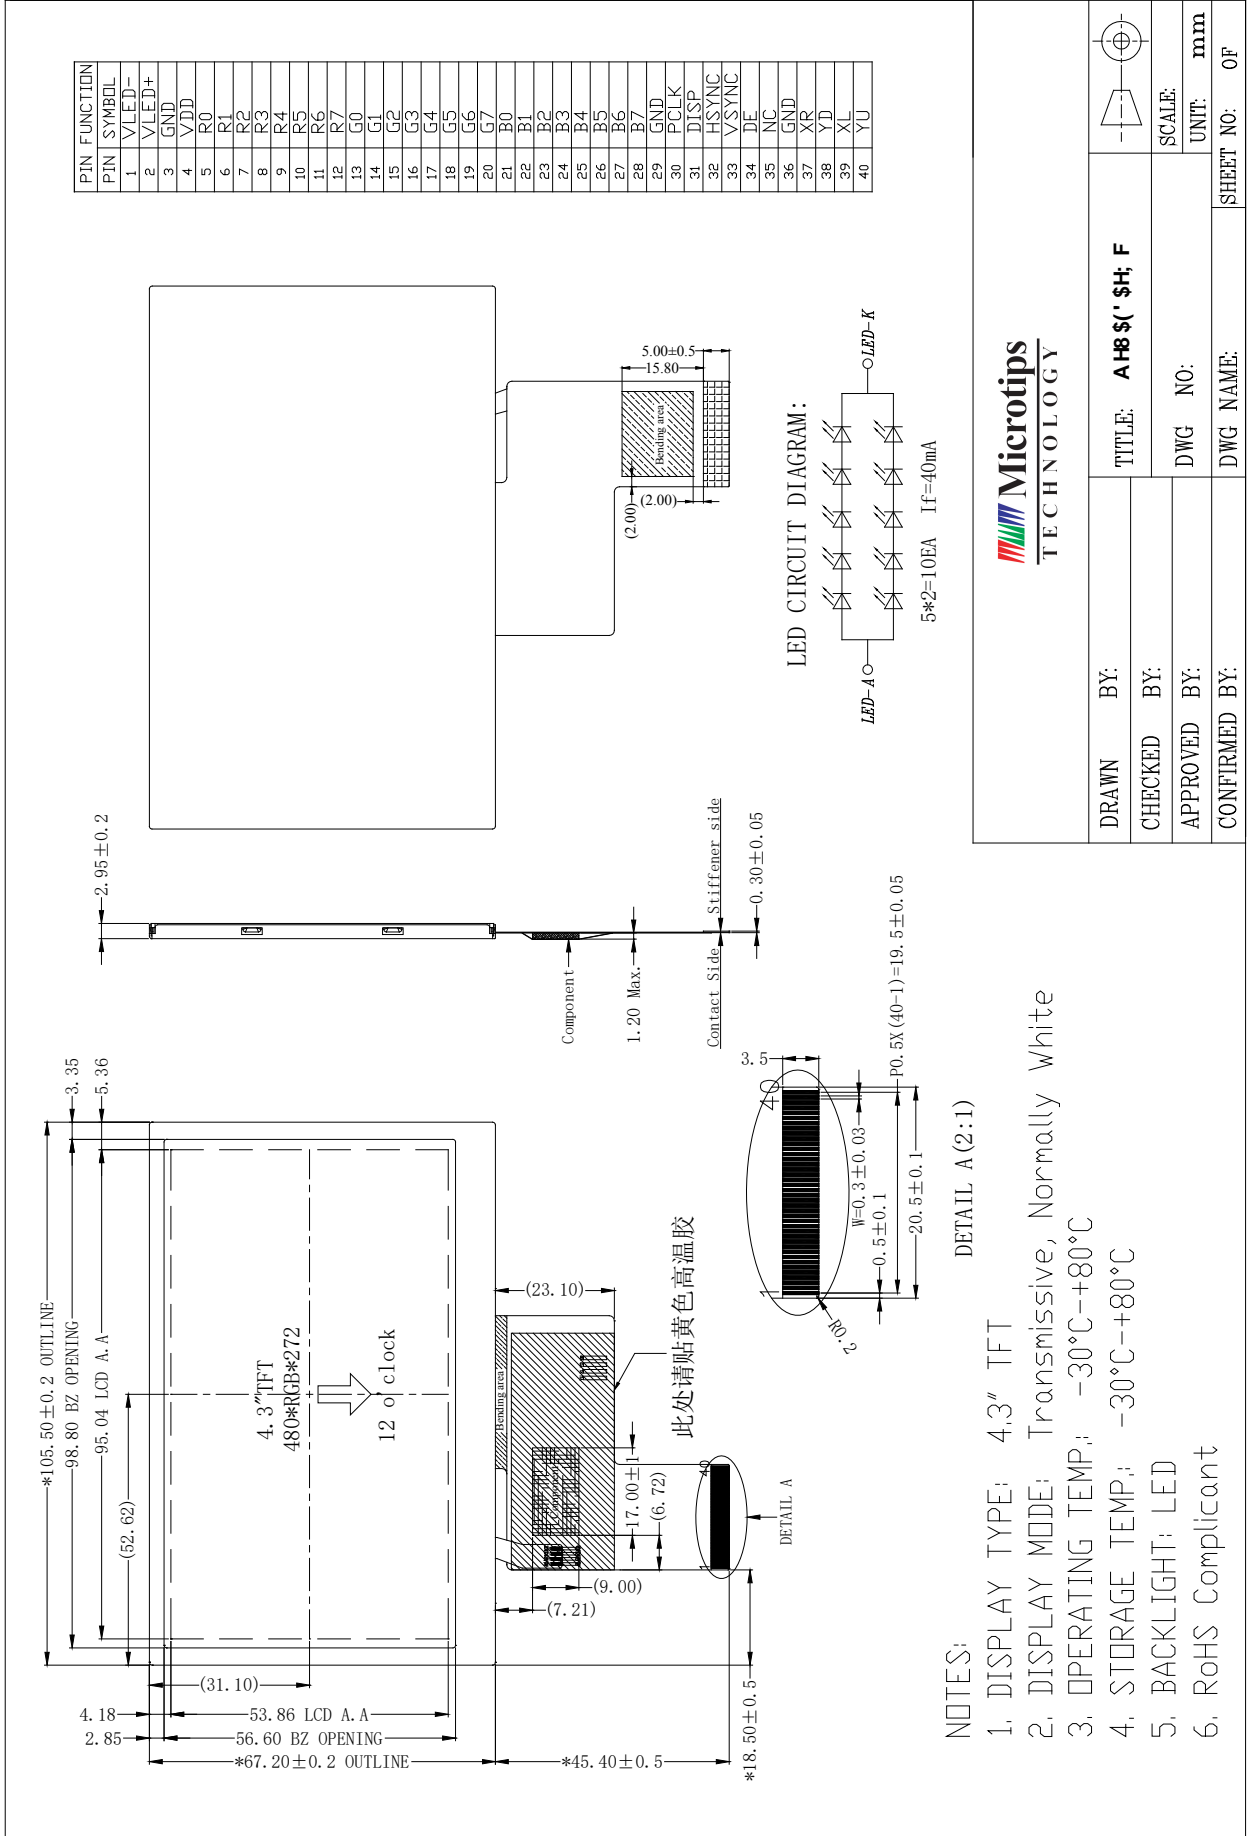 *105.50±0.2 OUTLINE
98.80 BZ OPENING
95.04 LCD A.A
(52.62)
3.35
5.36
4.18
2.85
(31.10)
53.86 LCD A.A
56.60 BZ OPENING
*67.20±0.2 OUTLINE
4.3″TFT
480*RGB*272
12 o'clock
(23.10)
Bending area
Component
17.00±1
(6.72)
(9.00)
(7.21)
*45.40±0.5
*18.50±0.5
1
40
DETAIL A
此处请贴黄色高温胶
2.95±0.2
Component
1.20 Max.
Contact Side
Stiffener side
0.30±0.05
Bending area
5.00±0.5
15.80
(2.00)
(2.00)
PIN FUNCTION
PIN SYMBOL
1 VLED-
2 VLED+
3 GND
4 VDD
5 R0
6 R1
7 R2
8 R3
9 R4
10 R5
11 R6
12 R7
13 G0
14 G1
15 G2
16 G3
17 G4
18 G5
19 G6
20 G7
21 B0
22 B1
23 B2
24 B3
25 B4
26 B5
27 B6
28 B7
29 GND
30 PCLK
31 DISP
32 HSYNC
33 VSYNC
34 DE
35 NC
36 GND
37 XR
38 YD
39 XL
40 YU
3.5
1
40
W=0.3±0.03
0.5±0.1
P0.5X(40-1)=19.5±0.05
20.5±0.1
R0.2
DETAIL A(2:1)
LED CIRCUIT DIAGRAM:
LED-A
LED-K
5*2=10EA If=40mA
NOTES:
1. DISPLAY TYPE: 4.3″ TFT
2. DISPLAY MODE: Transmissive, Normally White
3. OPERATING TEMP.: -30°C-+80°C
4. STORAGE TEMP.: -30°C-+80°C
5. BACKLIGHT: LED
6. RoHS Complicant
Microtips
TECHNOLOGY
DRAWN BY:
CHECKED BY:
APPROVED BY:
CONFIRMED BY:
TITLE: AH8$('$H; F
DWG NO:
DWG NAME:
SCALE:
UNIT: mm
SHEET NO: OF